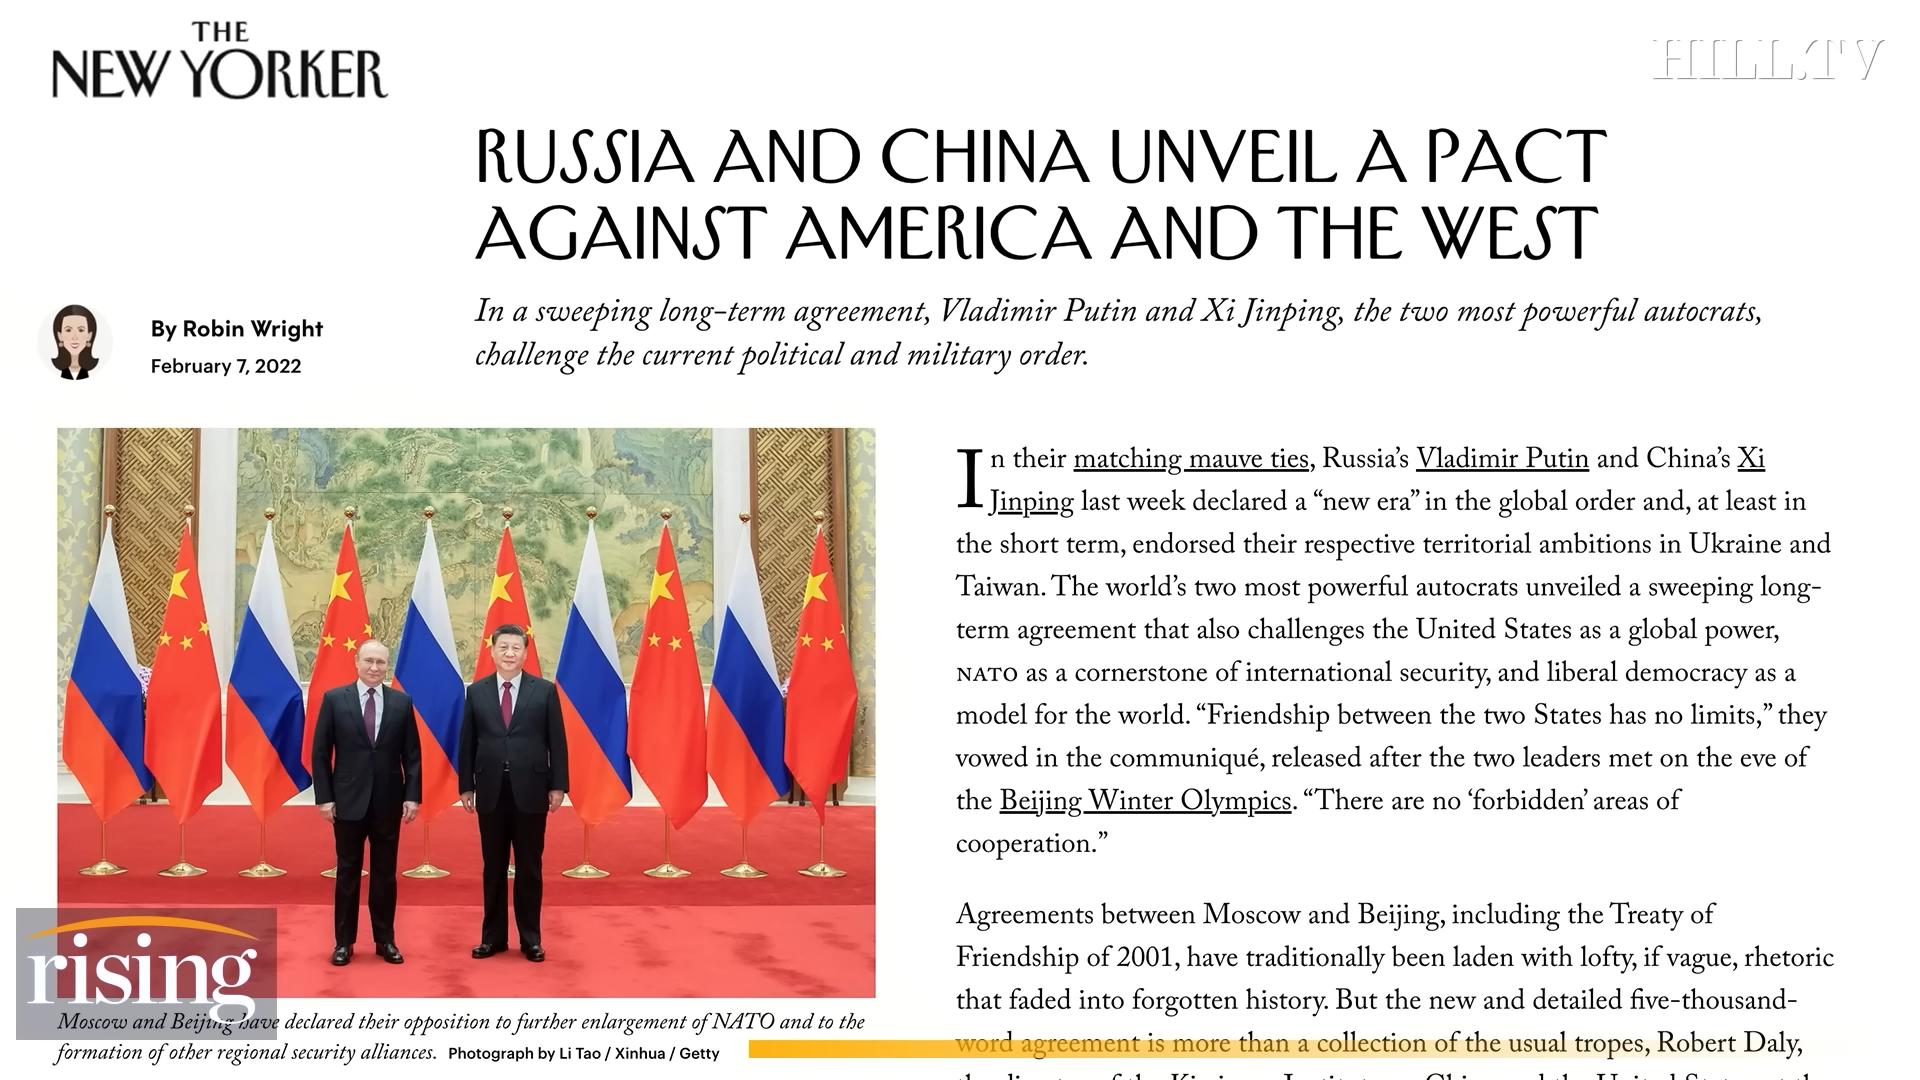 THE
NEW YORKER
HILL.TV
RUSSIA AND CHINA UNVEIL A PACT
AGAINST AMERICA AND THE WEST
In a sweeping long-term agreement, Vladimir Putin and Xi Jinping, the two most powerful autocrats,
challenge the current political and military order.
By Robin Wright
February 7, 2022
In their matching mauve ties, Russia’s Vladimir Putin and China’s Xi
Jinping last week declared a “new era” in the global order and, at least in
the short term, endorsed their respective territorial ambitions in Ukraine and
Taiwan. The world’s two most powerful autocrats unveiled a sweeping long-
term agreement that also challenges the United States as a global power,
NATO as a cornerstone of international security, and liberal democracy as a
model for the world. “Friendship between the two States has no limits,” they
vowed in the communiqué, released after the two leaders met on the eve of
the Beijing Winter Olympics. “There are no ‘forbidden’ areas of
cooperation.”
Agreements between Moscow and Beijing, including the Treaty of
Friendship of 2001, have traditionally been laden with lofty, if vague, rhetoric
that faded into forgotten history. But the new and detailed five-thousand-
word agreement is more than a collection of the usual tropes, Robert Daly,
rising
Moscow and Beijing have declared their opposition to further enlargement of NATO and to the
formation of other regional security alliances. Photograph by Li Tao / Xinhua / Getty